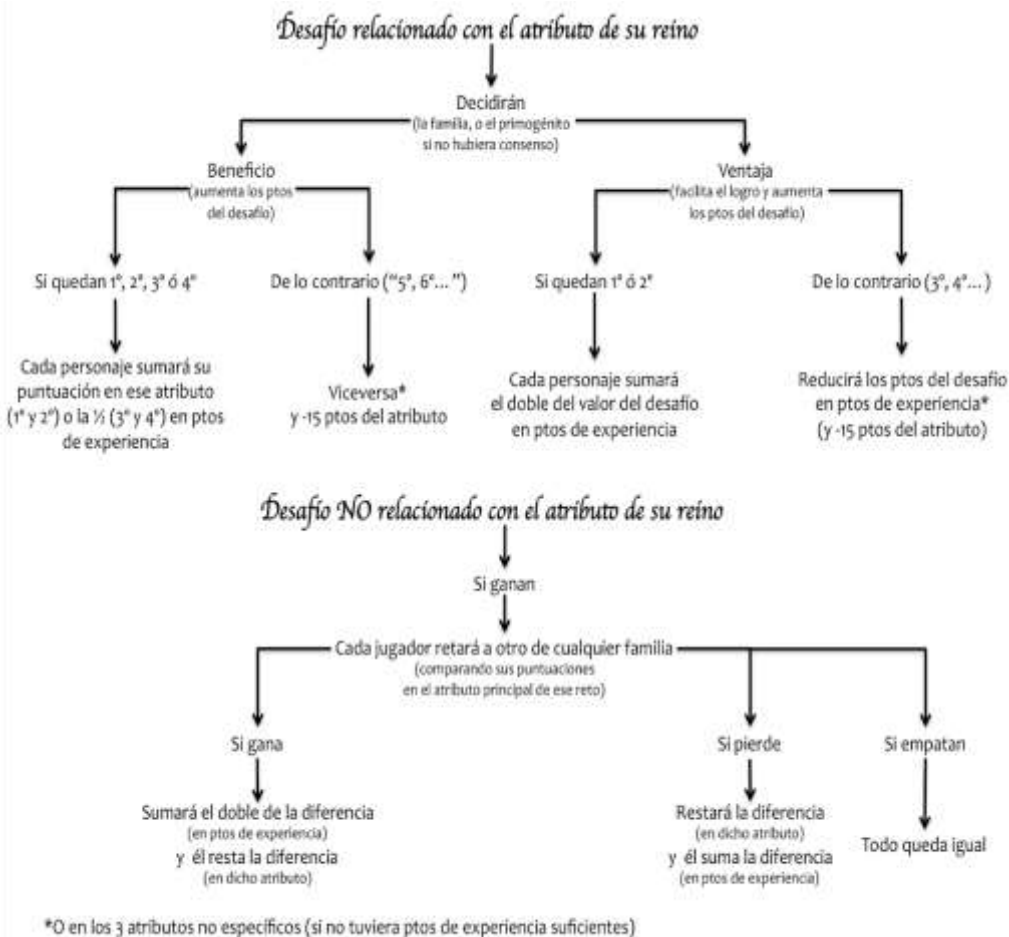 Desafío relacionado con el atributo de su reino
Decidirán
(la familia, o el primogénito
si no hubiera consenso)
Beneficio
(aumenta los ptos
del desafío)
Ventaja
(facilita el logro y aumenta
los ptos del desafío)
Si quedan 1º, 2º, 3º ó 4º
De lo contrario ("5º, 6º...")
Si quedan 1º ó 2º
De lo contrario (3º, 4º...)
Cada personaje sumará su
puntuación en ese atributo
(1º y 2º) o la ½ (3º y 4º) en ptos
de experiencia
Viceversa*
y -15 ptos del atributo
Cada personaje sumará
el doble del valor del desafío
en ptos de experiencia
Reducirá los ptos del desafío
en ptos de experiencia*
(y -15 ptos del atributo)
Desafío NO relacionado con el atributo de su reino
Si ganan
Cada jugador retará a otro de cualquier familia
(comparando sus puntuaciones
en el atributo principal de ese reto)
Si gana
Si pierde
Si empatan
Sumará el doble de la diferencia
(en ptos de experiencia)
y él resta la diferencia
(en dicho atributo)
Restará la diferencia
(en dicho atributo)
y él suma la diferencia
(en ptos de experiencia)
Todo queda igual
*O en los 3 atributos no específicos (si no tuviera ptos de experiencia suficientes)